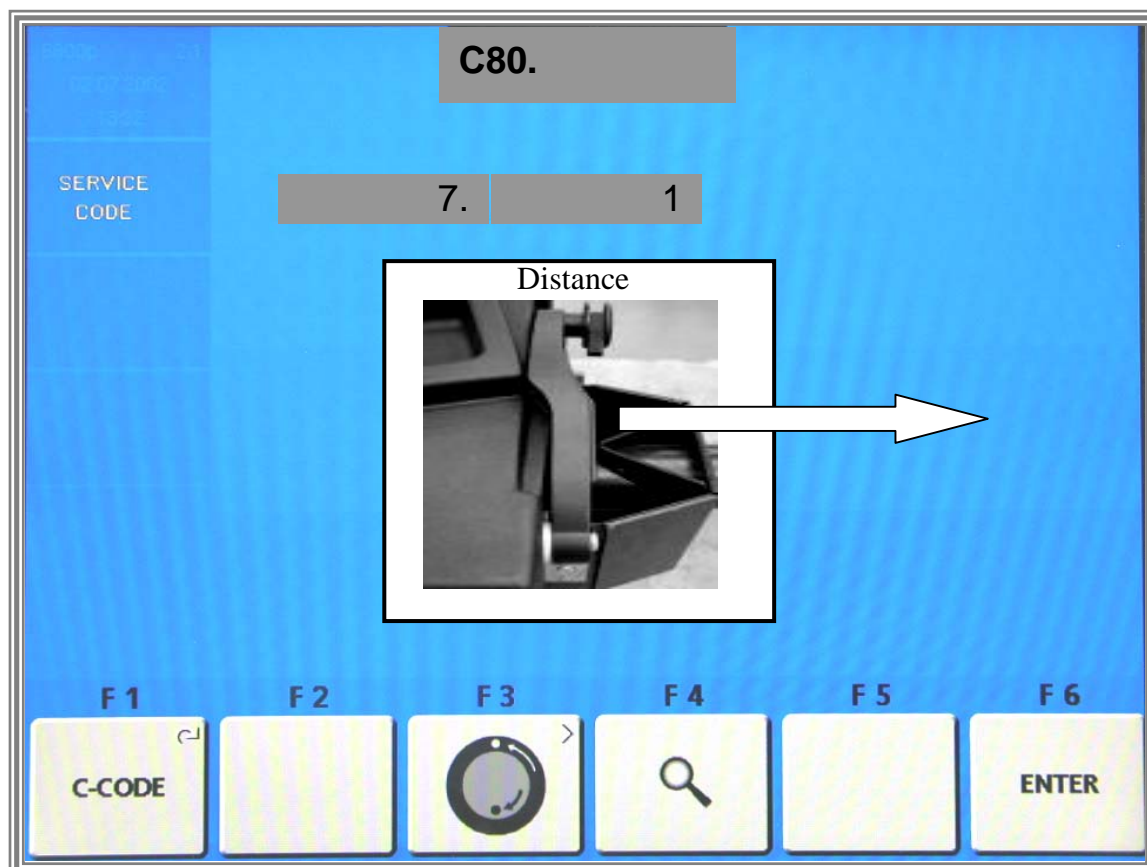 C80.
SERVICE
CODE
7. 1
Distance
F 1 F 2 F 3 F 4 F 5 F 6
C-CODE
ENTER